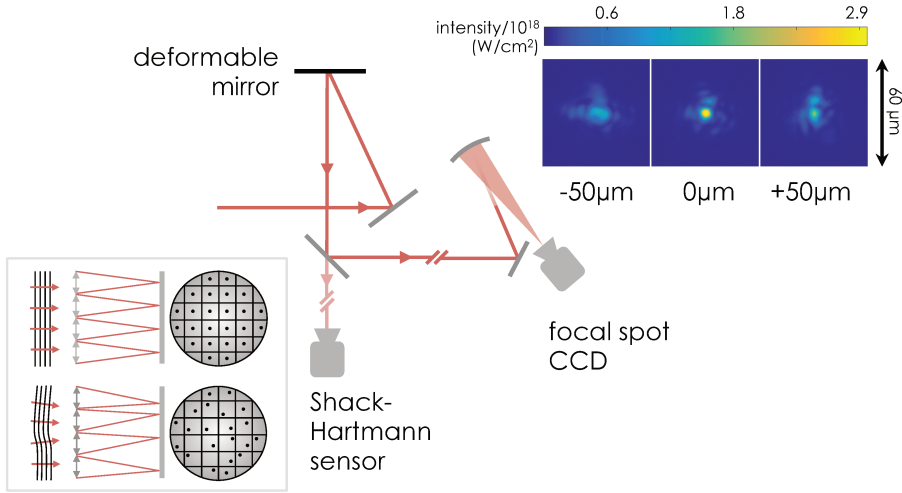 intensity/10¹⁸
(W/cm²)
0.6
1.8
2.9
deformable
mirror
60 µm
-50µm
0µm
+50µm
focal spot
CCD
Shack-
Hartmann
sensor